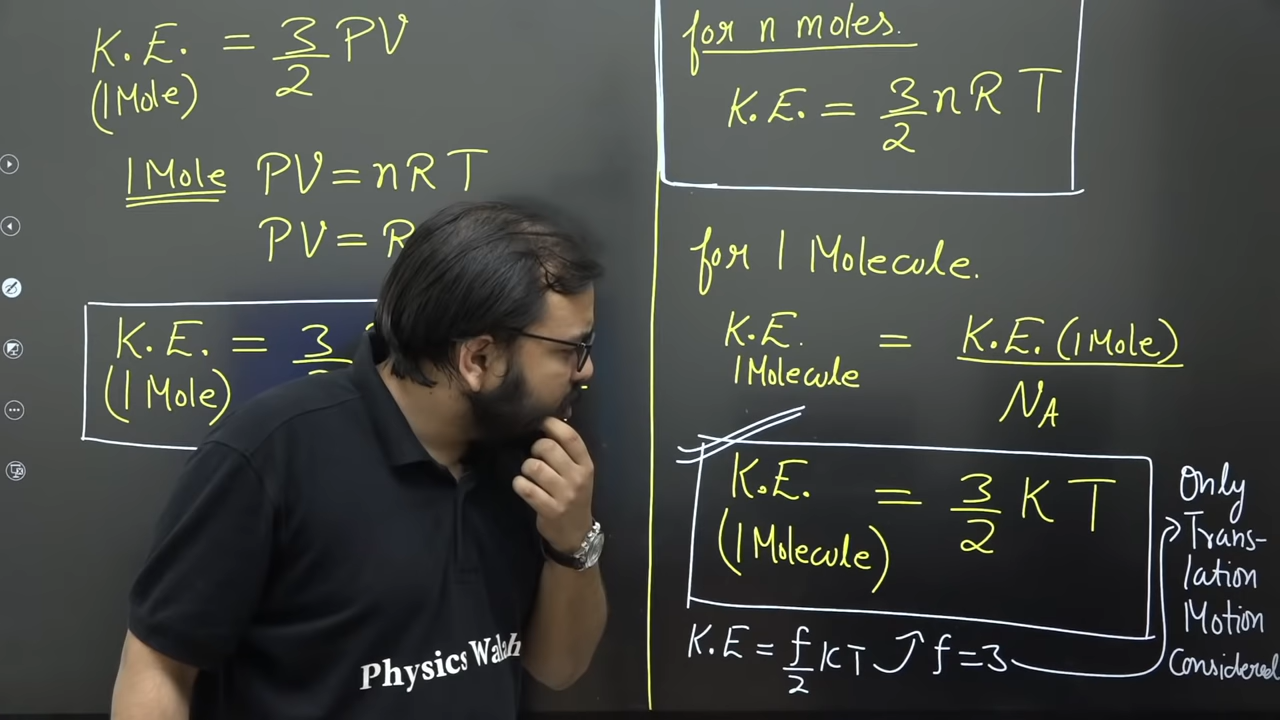 K.E. = 3/2 PV
(1 Mole)
1 Mole PV = nRT
PV = R
K.E. = 3
(1 Mole)
for n moles.
K.E. = 3/2 nRT
for 1 Molecule.
K.E. = K.E. (1 Mole)
1 Molecule N_A
K.E. = 3/2 KT
(1 Molecule)
K.E = f/2 KT f = 3
Only
Trans-
lation
Motion
Considered
Physics Walah